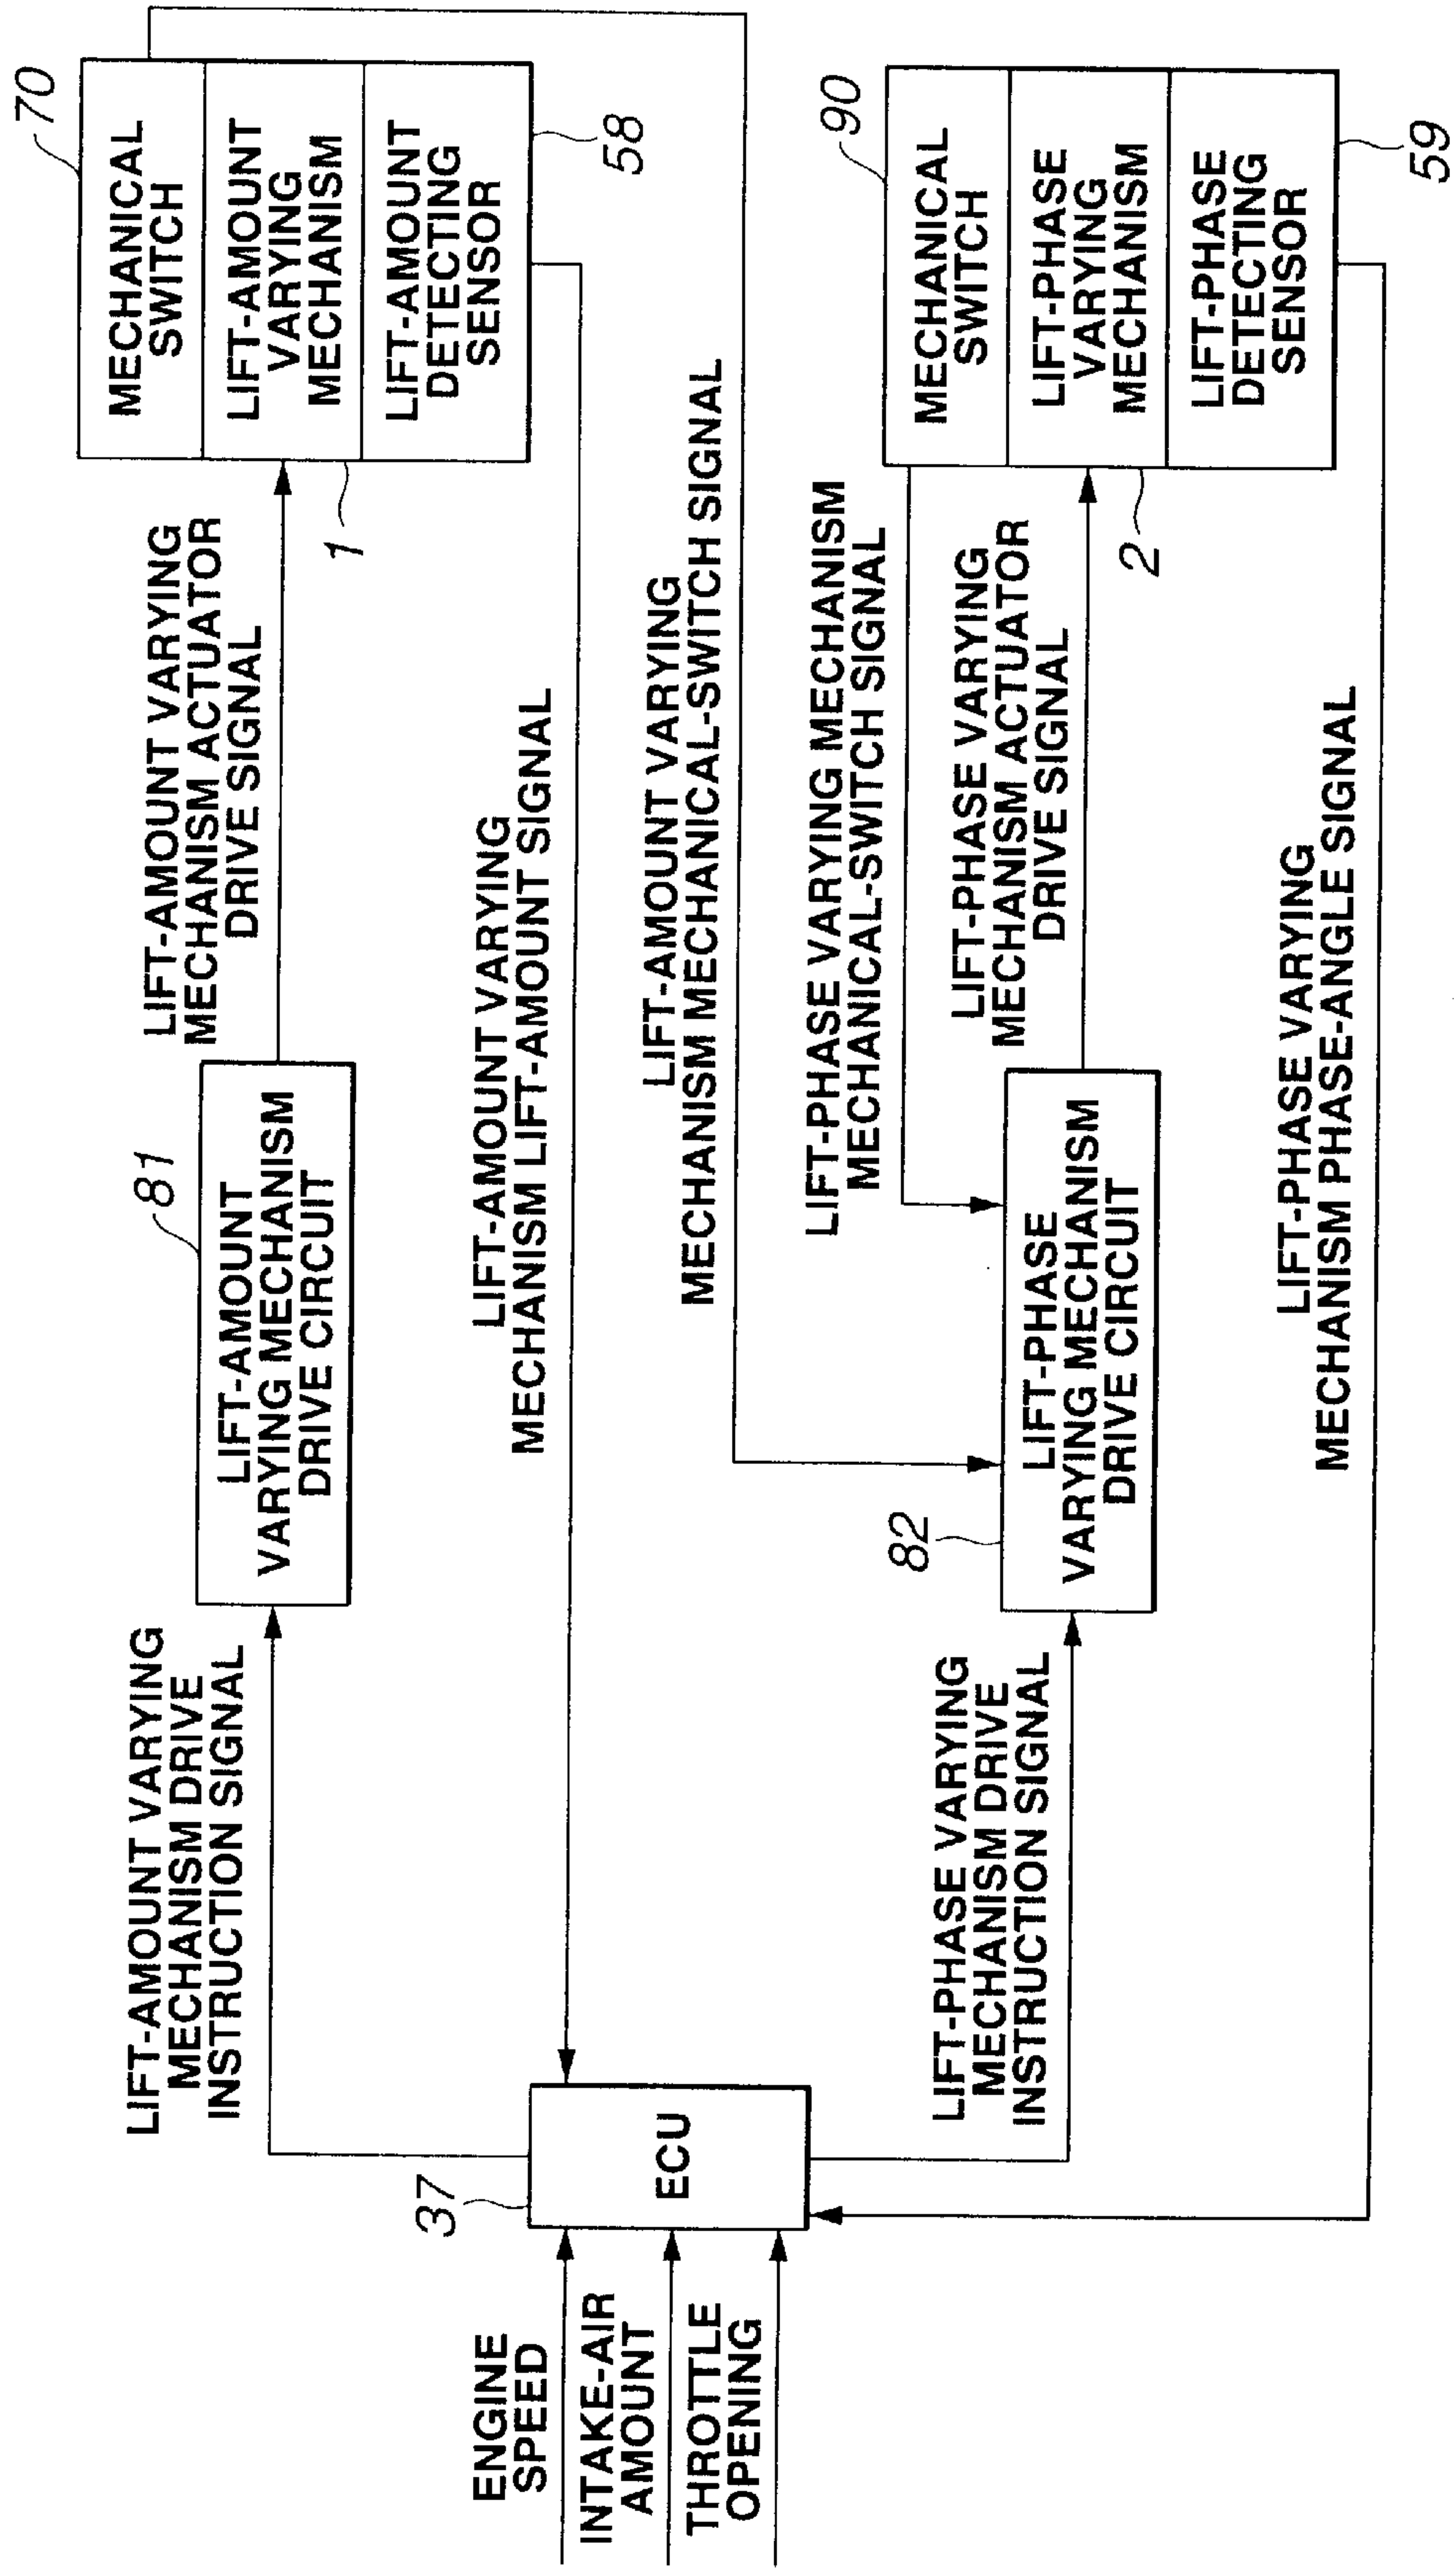 ENGINE
SPEED
INTAKE-AIR
AMOUNT
THROTTLE
OPENING
37
ECU
LIFT-AMOUNT VARYING
MECHANISM DRIVE
INSTRUCTION SIGNAL
81
LIFT-AMOUNT
VARYING MECHANISM
DRIVE CIRCUIT
LIFT-AMOUNT VARYING
MECHANISM ACTUATOR
DRIVE SIGNAL
70
MECHANICAL
SWITCH
LIFT-AMOUNT
VARYING
MECHANISM
LIFT-AMOUNT
DETECTING
SENSOR
1
58
LIFT-AMOUNT VARYING
MECHANISM LIFT-AMOUNT SIGNAL
LIFT-AMOUNT VARYING
MECHANISM MECHANICAL-SWITCH SIGNAL
LIFT-PHASE VARYING MECHANISM
MECHANICAL-SWITCH SIGNAL
LIFT-PHASE VARYING
MECHANISM DRIVE
INSTRUCTION SIGNAL
82
LIFT-PHASE
VARYING MECHANISM
DRIVE CIRCUIT
LIFT-PHASE VARYING
MECHANISM ACTUATOR
DRIVE SIGNAL
90
MECHANICAL
SWITCH
LIFT-PHASE
VARYING
MECHANISM
LIFT-PHASE
DETECTING
SENSOR
2
59
LIFT-PHASE VARYING
MECHANISM PHASE-ANGLE SIGNAL